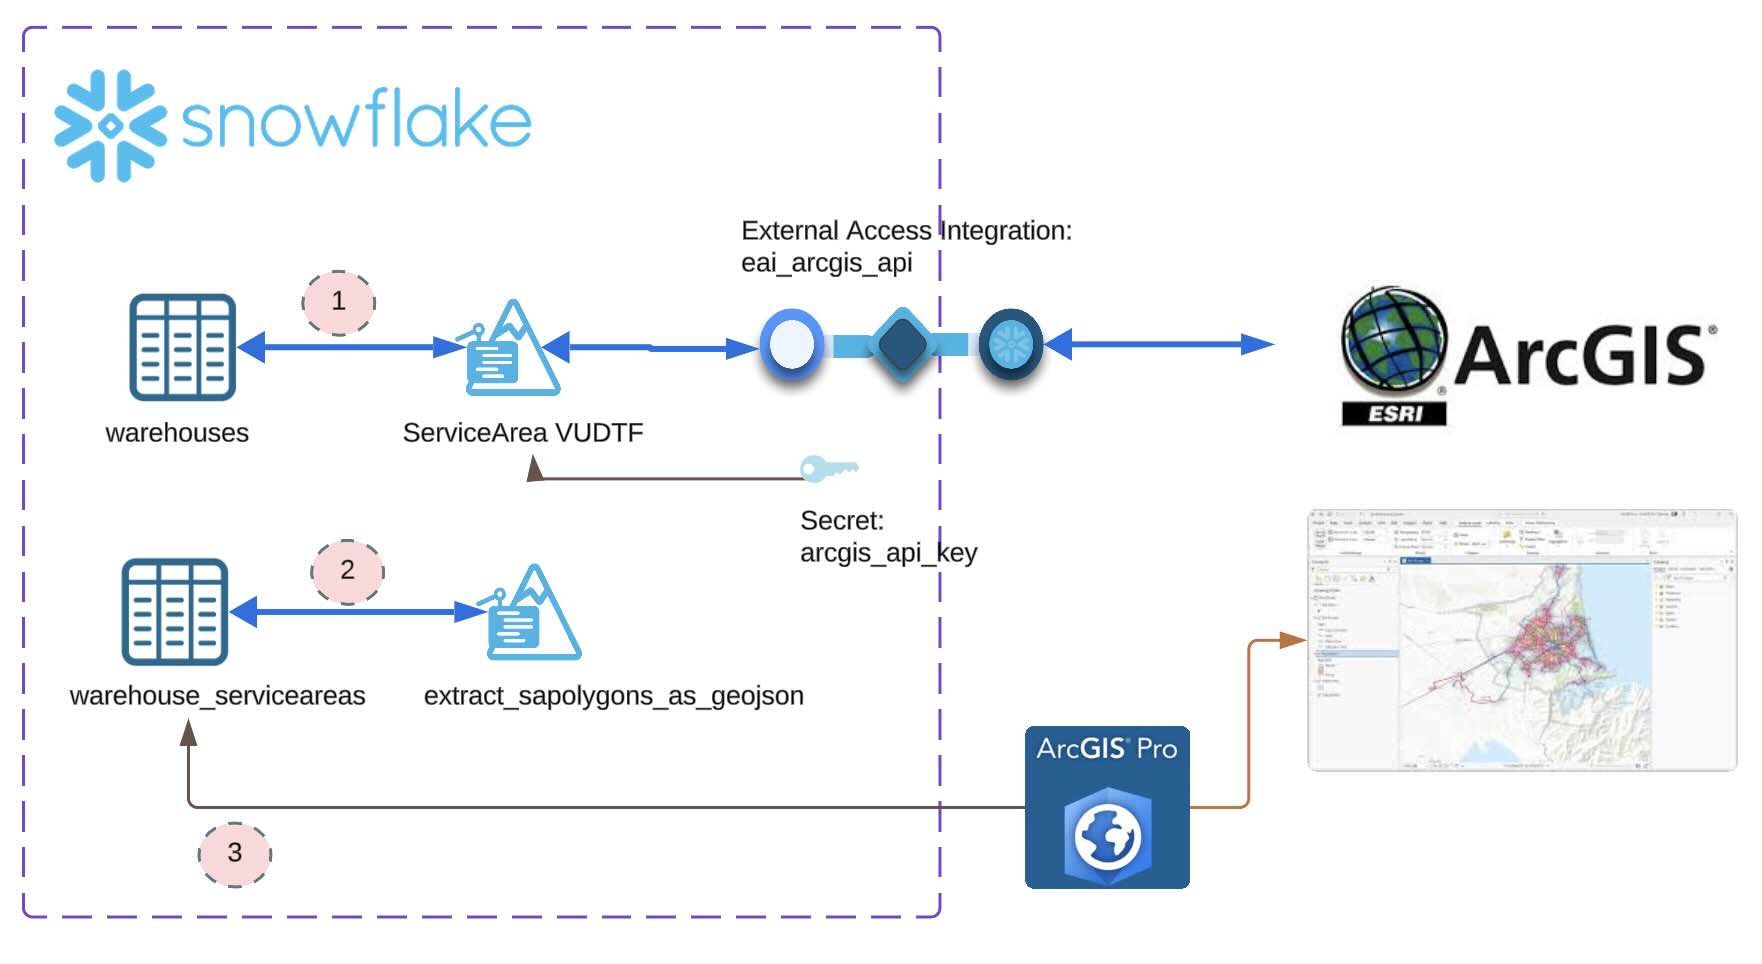 snowflake
External Access Integration:
eai_arcgis_api
1
warehouses
ServiceArea VUDTF
ArcGIS®
®
ESRI
Secret:
arcgis_api_key
2
warehouse_serviceareas
extract_sapolygons_as_geojson
ArcGIS® Pro
3